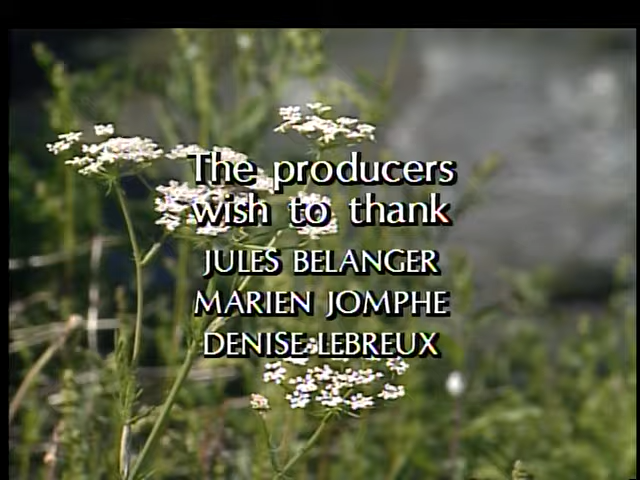 The producers
wish to thank
JULES BELANGER
MARIEN JOMPHE
DENISE LEBREUX